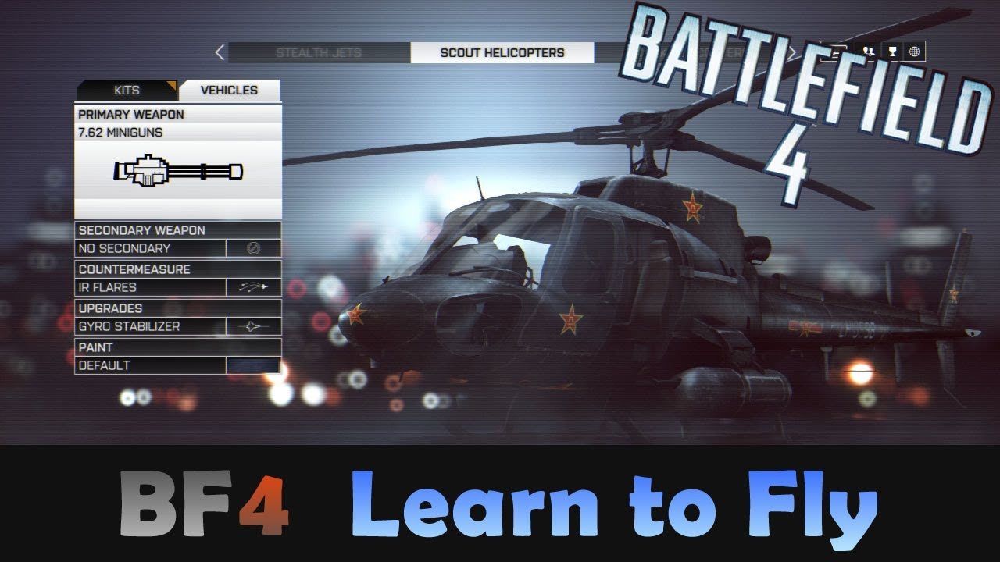 STEALTH JETS
SCOUT HELICOPTERS
BATTLEFIELD
4
KITS
VEHICLES
PRIMARY WEAPON
7.62 MINIGUNS
SECONDARY WEAPON
NO SECONDARY
COUNTERMEASURE
IR FLARES
UPGRADES
GYRO STABILIZER
PAINT
DEFAULT
BF4 Learn to Fly